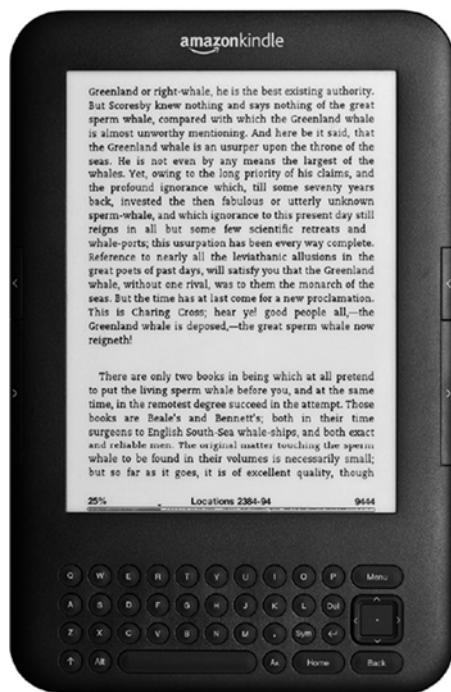 amazonkindle
Greenland or right-whale, he is the best existing authority.
But Scoresby knew nothing and says nothing of the great
sperm whale, compared with which the Greenland whale
is almost unworthy mentioning. And here be it said, that
the Greenland whale is an usurper upon the throne of the
seas. He is not even by any means the largest of the
whales. Yet, owing to the long priority of his claims, and
the profound ignorance which, till some seventy years
back, invested the then fabulous or utterly unknown
sperm-whale, and which ignorance to this present day still
reigns in all but some few scientific retreats and
whale-ports; this usurpation has been every way complete.
Reference to nearly all the leviathanic allusions in the
great poets of past days, will satisfy you that the Greenland
whale, without one rival, was to them the monarch of the
seas. But the time has at last come for a new proclamation.
This is Charing Cross; hear ye! good people all,—the
Greenland whale is deposed,—the great sperm whale now
reigneth!
There are only two books in being which at all pretend
to put the living sperm whale before you, and at the same
time, in the remotest degree succeed in the attempt. Those
books are Beale's and Bennett's; both in their time
surgeons to English South-Sea whale-ships, and both exact
and reliable men. The original matter touching the sperm
whale to be found in their volumes is necessarily small;
but so far as it goes, it is of excellent quality, though
25% Locations 2384-94 9444
Q W E R T Y U I O P Menu
A S D F G H J K L Del
Z X C V B N M . Sym
Alt Aa Home Back